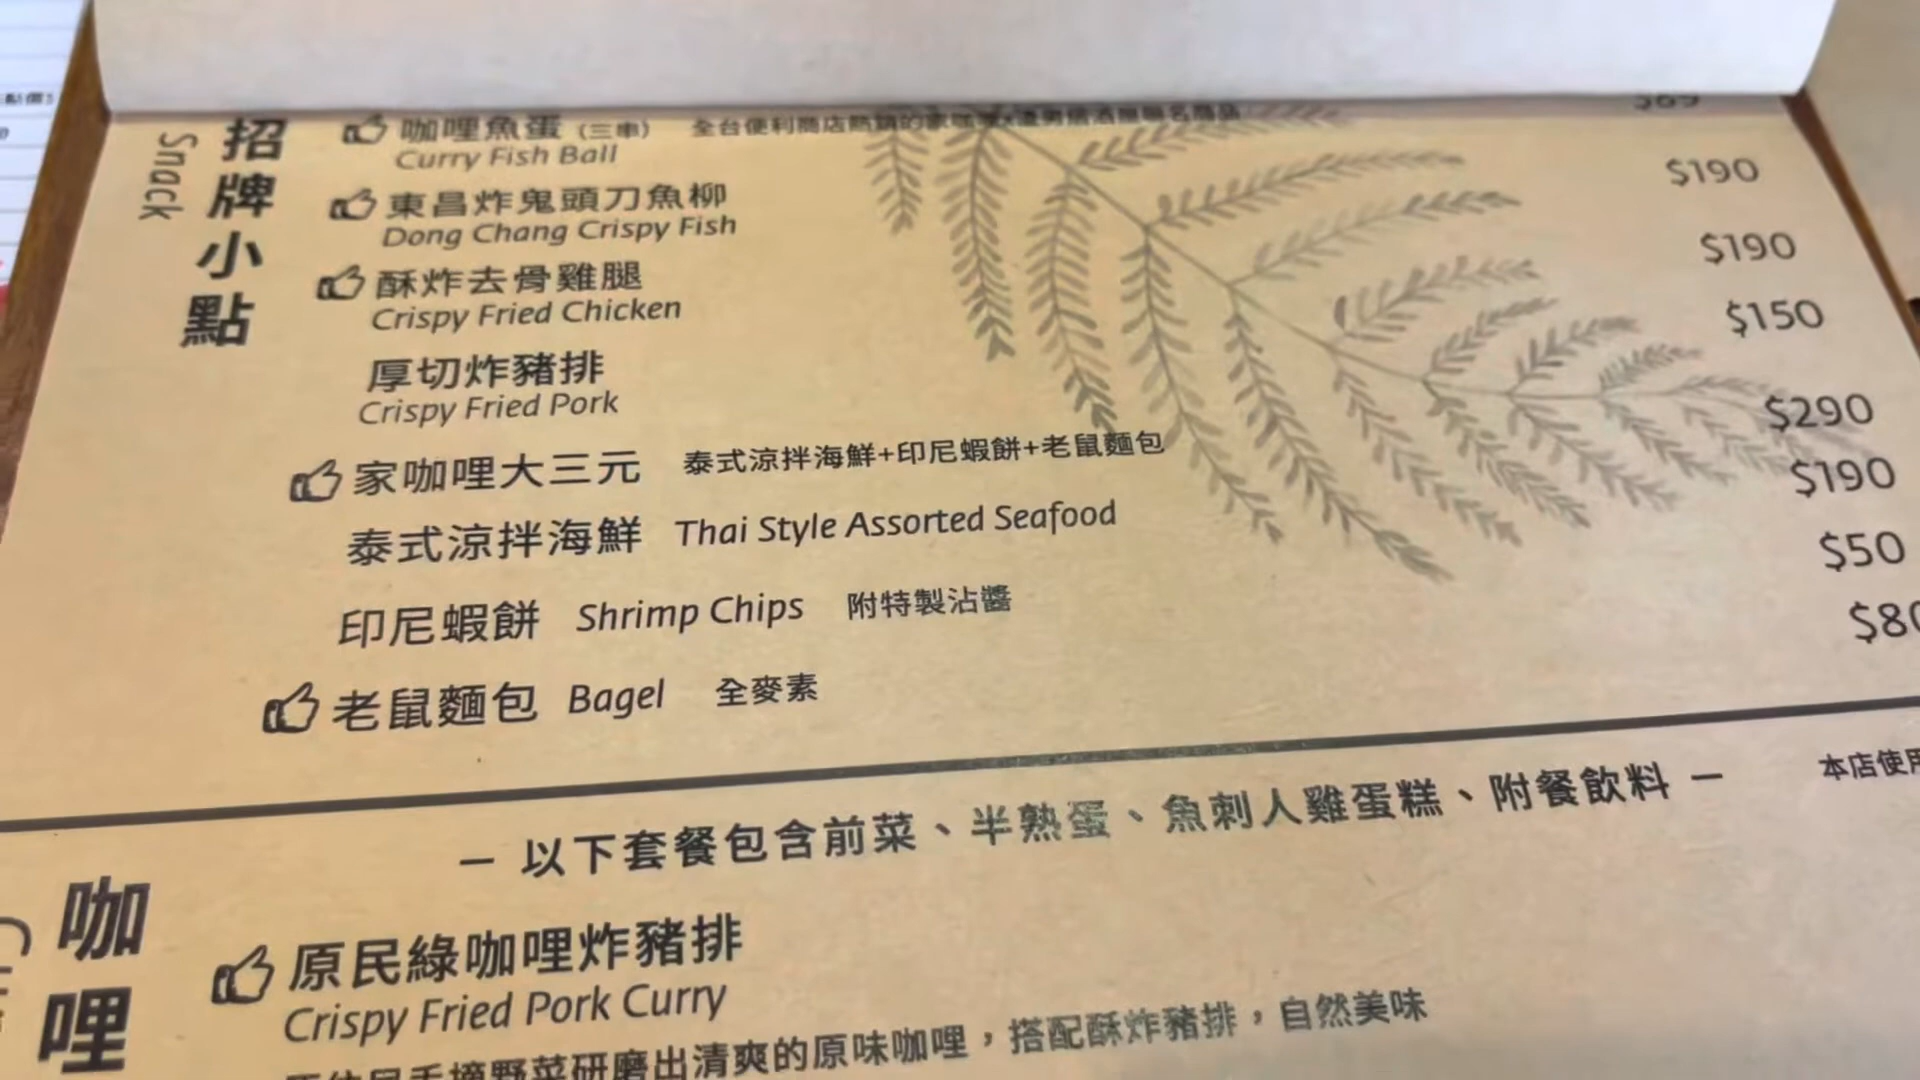 招牌小點
Snack
咖哩魚蛋（三串）
$69
Curry Fish Ball
東昌炸鬼頭刀魚柳 $190
Dong Chang Crispy Fish
酥炸去骨雞腿 $190
Crispy Fried Chicken
厚切炸豬排 $150
Crispy Fried Pork
家咖哩大三元 泰式涼拌海鮮+印尼蝦餅+老鼠麵包 $290
泰式涼拌海鮮 Thai Style Assorted Seafood $190
印尼蝦餅 Shrimp Chips 附特製沾醬 $50
老鼠麵包 Bagel 全麥素 $80
— 以下套餐包含前菜、半熟蛋、魚刺人雞蛋糕、附餐飲料 —
本店使用
咖哩
原民綠咖哩炸豬排
Crispy Fried Pork Curry
研磨出清爽的原味咖哩，搭配酥炸豬排，自然美味